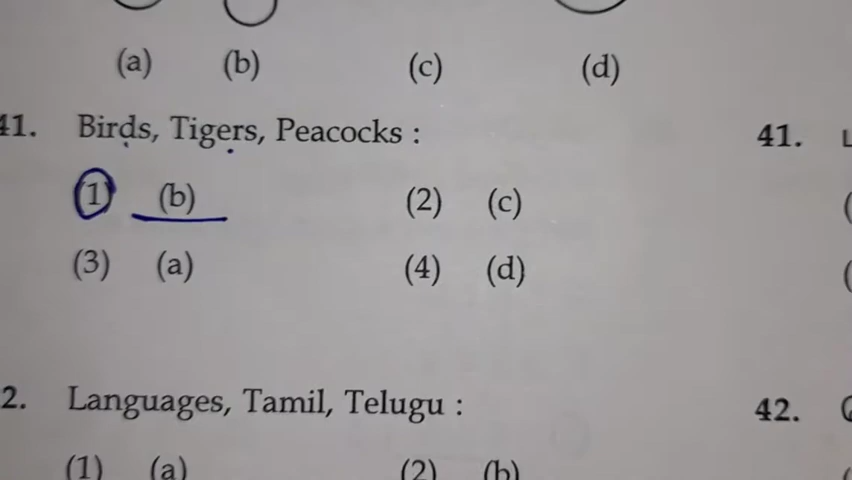 (a) (b) (c) (d)
41. Birds, Tigers, Peacocks : 41.
(1) (b) (2) (c)
(3) (a) (4) (d)
2. Languages, Tamil, Telugu : 42.
(1) (a) (2) (b)